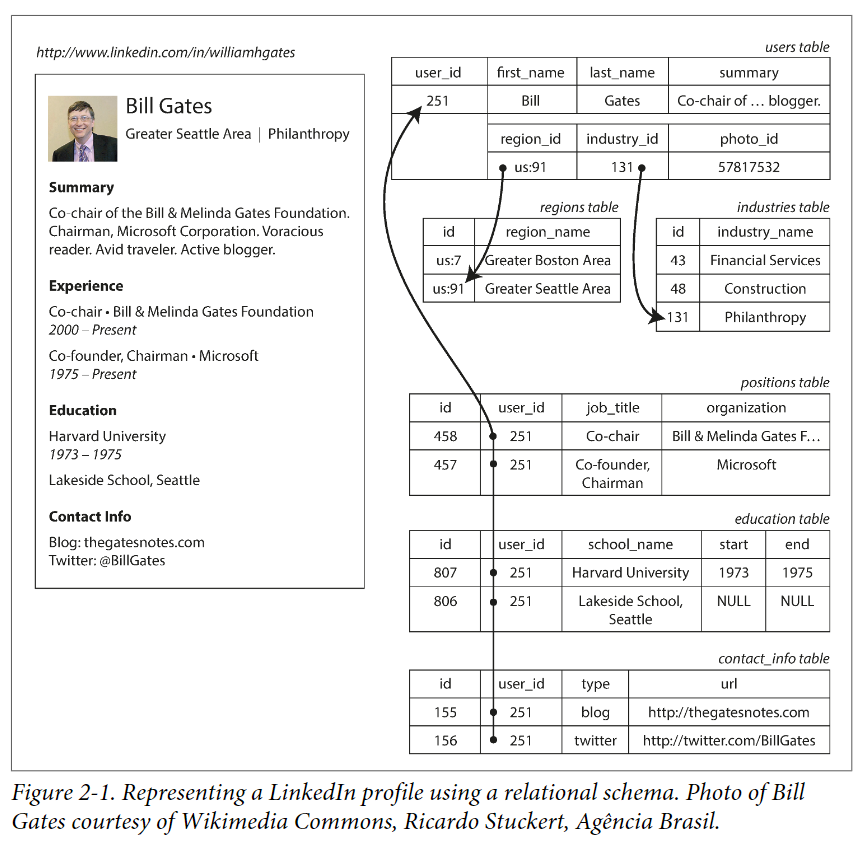 http://www.linkedin.com/in/williamhgates
Bill Gates
Greater Seattle Area | Philanthropy
Summary
Co-chair of the Bill & Melinda Gates Foundation.
Chairman, Microsoft Corporation. Voracious
reader. Avid traveler. Active blogger.
Experience
Co-chair • Bill & Melinda Gates Foundation
2000 – Present
Co-founder, Chairman • Microsoft
1975 – Present
Education
Harvard University
1973 – 1975
Lakeside School, Seattle
Contact Info
Blog: thegatesnotes.com
Twitter: @BillGates
users table
user_id first_name last_name summary
251 Bill Gates Co-chair of … blogger.
region_id industry_id photo_id
us:91 131 57817532
regions table
id region_name
us:7 Greater Boston Area
us:91 Greater Seattle Area
industries table
id industry_name
43 Financial Services
48 Construction
131 Philanthropy
positions table
id user_id job_title organization
458 251 Co-chair Bill & Melinda Gates F…
457 251 Co-founder, Microsoft
Chairman
education table
id user_id school_name start end
807 251 Harvard University 1973 1975
806 251 Lakeside School, NULL NULL
Seattle
contact_info table
id user_id type url
155 251 blog http://thegatesnotes.com
156 251 twitter http://twitter.com/BillGates
Figure 2-1. Representing a LinkedIn profile using a relational schema. Photo of Bill
Gates courtesy of Wikimedia Commons, Ricardo Stuckert, Agência Brasil.